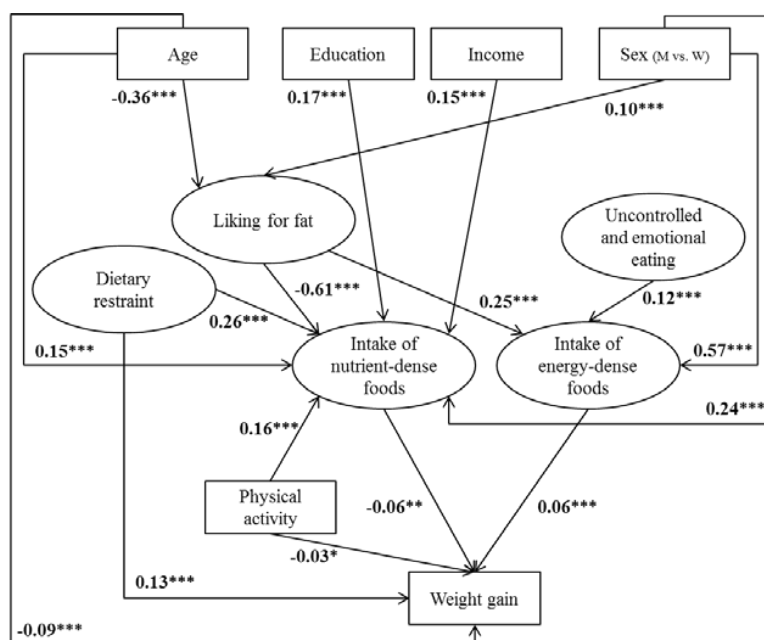 Age
Education
Income
Sex (M vs. W)
-0.36***
0.17***
0.15***
0.10***
Liking for fat
Uncontrolled
and emotional
eating
Dietary
restraint
-0.61***
0.25***
0.12***
0.26***
0.15***
Intake of
nutrient-dense
foods
Intake of
energy-dense
foods
0.57***
0.24***
0.16***
Physical
activity
-0.06**
0.06***
-0.03*
0.13***
Weight gain
-0.09***